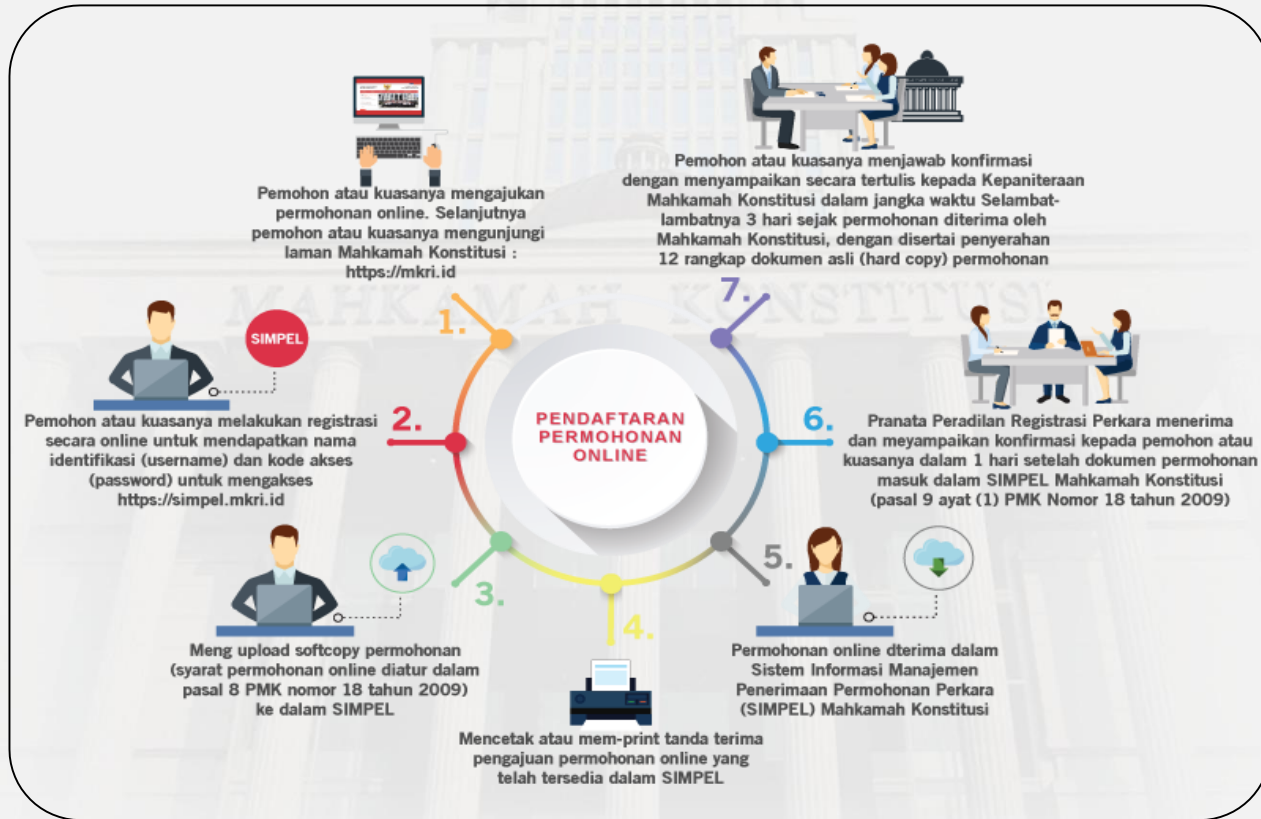 PENDAFTARAN
PERMOHONAN
ONLINE
1.
Pemohon atau kuasanya mengajukan
permohonan online. Selanjutnya
pemohon atau kuasanya mengunjungi
laman Mahkamah Konstitusi :
https://mkri.id
2.
SIMPEL
Pemohon atau kuasanya melakukan registrasi
secara online untuk mendapatkan nama
identifikasi (username) dan kode akses
(password) untuk mengakses
https://simpel.mkri.id
3.
Meng upload softcopy permohonan
(syarat permohonan online diatur dalam
pasal 8 PMK nomor 18 tahun 2009)
ke dalam SIMPEL
4.
Mencetak atau mem-print tanda terima
pengajuan permohonan online yang
telah tersedia dalam SIMPEL
5.
Permohonan online dterima dalam
Sistem Informasi Manajemen
Penerimaan Permohonan Perkara
(SIMPEL) Mahkamah Konstitusi
6.
Pranata Peradilan Registrasi Perkara menerima
dan meyampaikan konfirmasi kepada pemohon atau
kuasanya dalam 1 hari setelah dokumen permohonan
masuk dalam SIMPEL Mahkamah Konstitusi
(pasal 9 ayat (1) PMK Nomor 18 tahun 2009)
7.
Pemohon atau kuasanya menjawab konfirmasi
dengan menyampaikan secara tertulis kepada Kepaniteraan
Mahkamah Konstitusi dalam jangka waktu Selambat-
lambatnya 3 hari sejak permohonan diterima oleh
Mahkamah Konstitusi, dengan disertai penyerahan
12 rangkap dokumen asli (hard copy) permohonan
MAHKAMAH KONSTITUSI